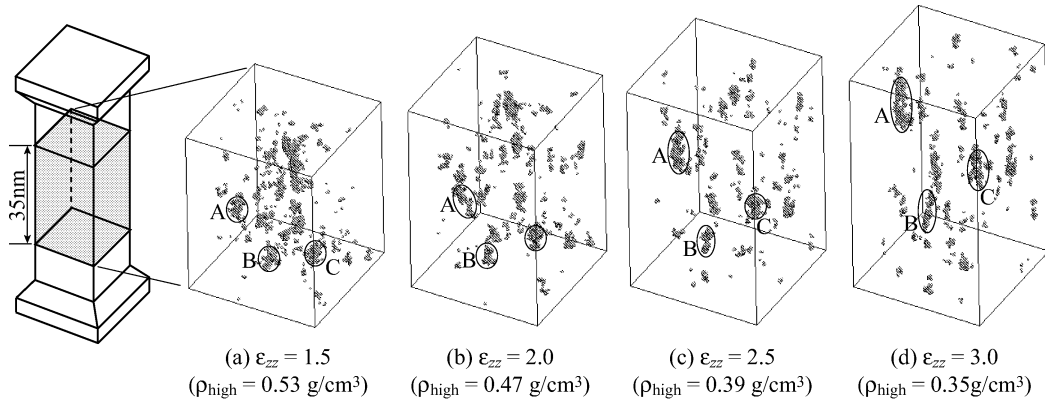 35nm
A
B
C
A
B
A
B
C
A
B
C
(a) εzz = 1.5
(ρhigh = 0.53 g/cm³)
(b) εzz = 2.0
(ρhigh = 0.47 g/cm³)
(c) εzz = 2.5
(ρhigh = 0.39 g/cm³)
(d) εzz = 3.0
(ρhigh = 0.35g/cm³)